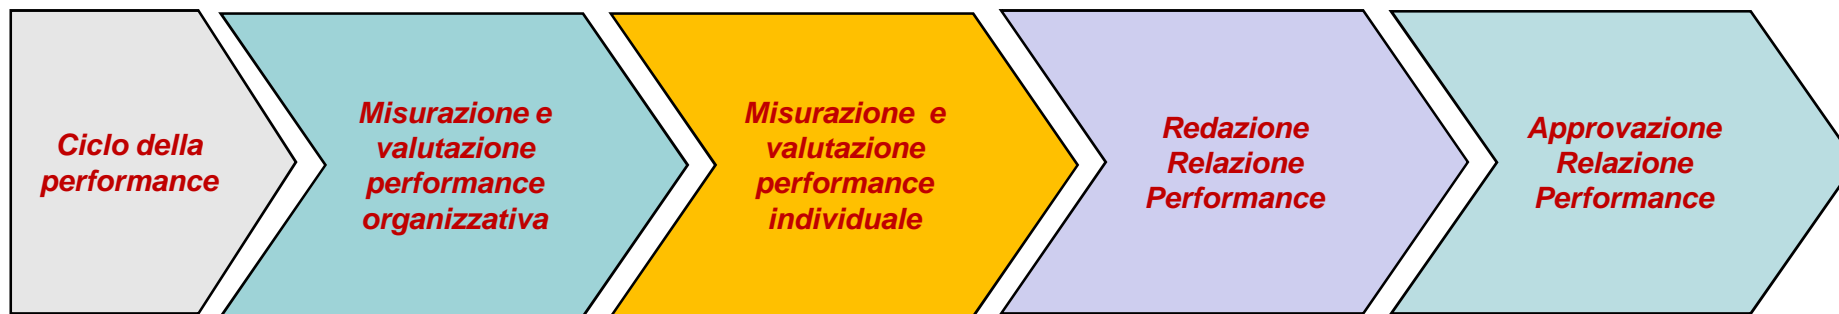 Ciclo della
performance
Misurazione e
valutazione
performance
organizzativa
Misurazione e
valutazione
performance
individuale
Redazione
Relazione
Performance
Approvazione
Relazione
Performance